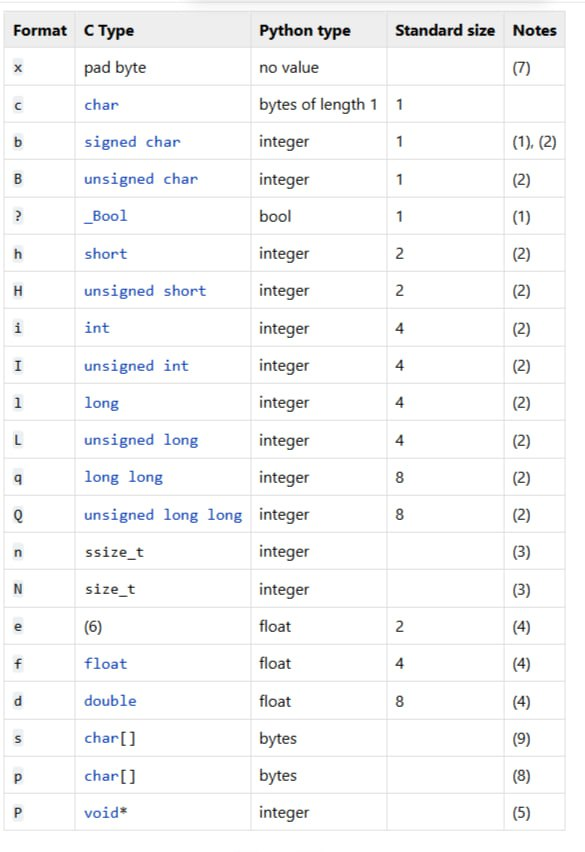 Format C Type Python type Standard size Notes
x pad byte no value (7)
c char bytes of length 1 1
b signed char integer 1 (1), (2)
B unsigned char integer 1 (2)
? _Bool bool 1 (1)
h short integer 2 (2)
H unsigned short integer 2 (2)
i int integer 4 (2)
I unsigned int integer 4 (2)
l long integer 4 (2)
L unsigned long integer 4 (2)
q long long integer 8 (2)
Q unsigned long long integer 8 (2)
n ssize_t integer (3)
N size_t integer (3)
e (6) float 2 (4)
f float float 4 (4)
d double float 8 (4)
s char[] bytes (9)
p char[] bytes (8)
P void* integer (5)